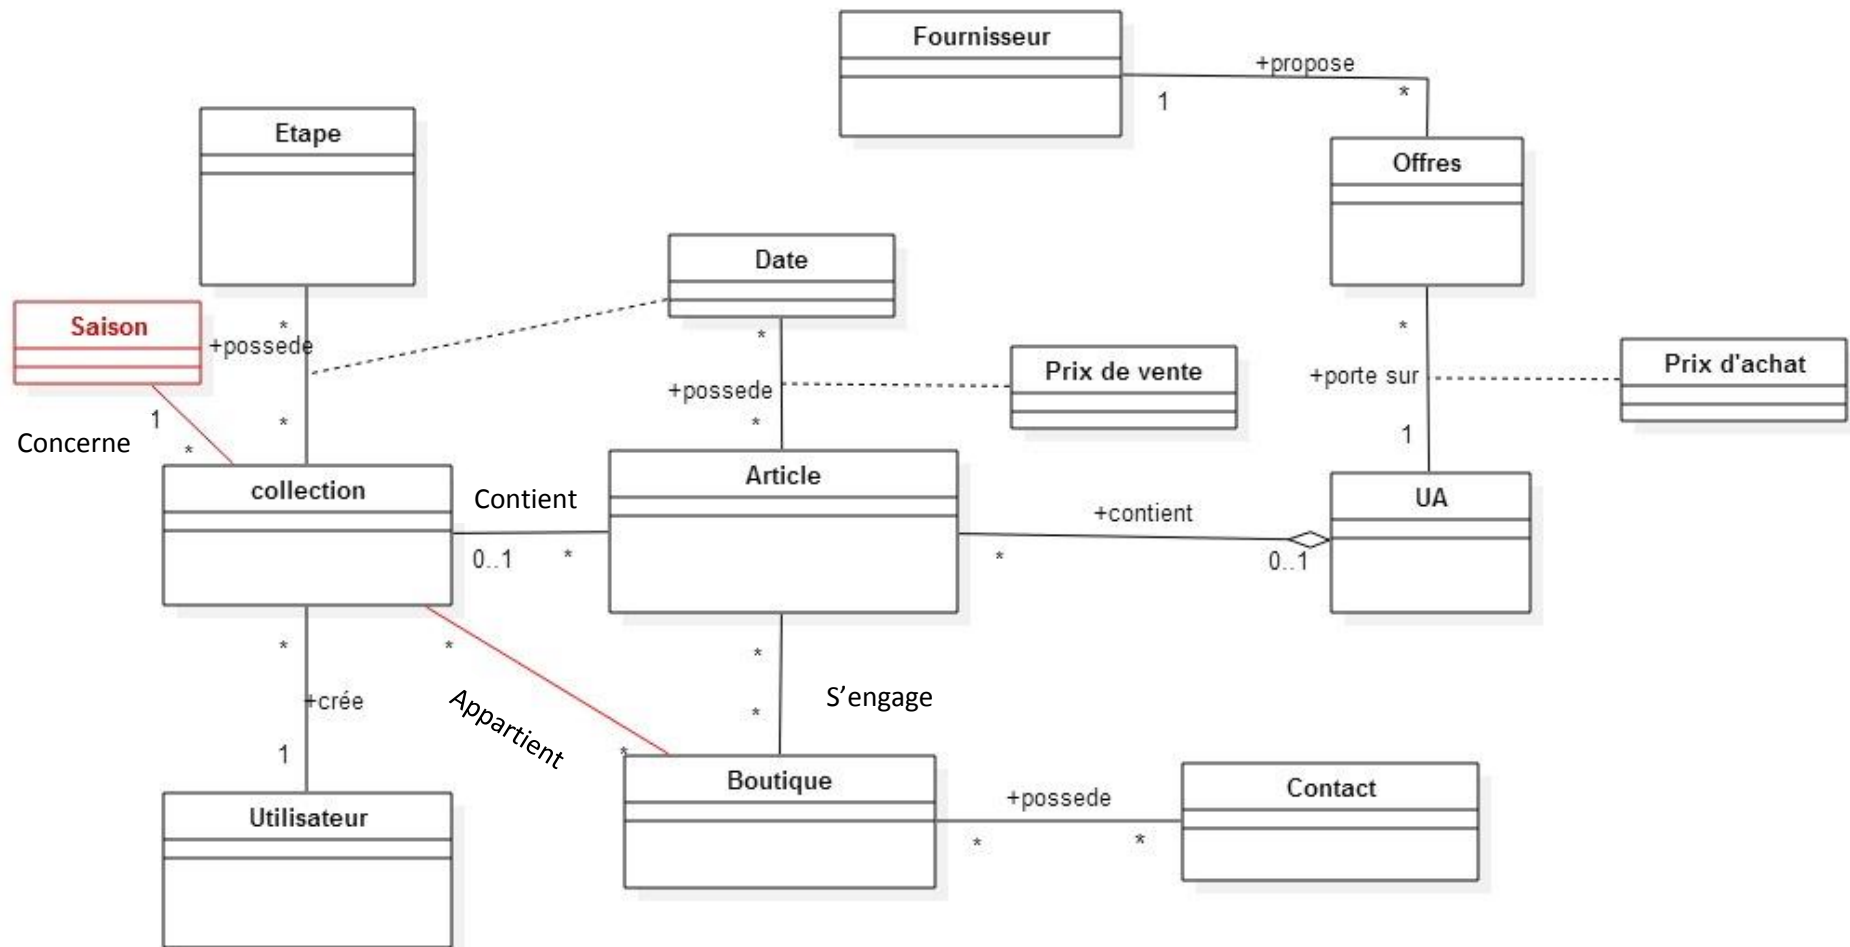 Fournisseur
+propose
1
*
Etape
Offres
Date
Saison
*
+possede
*
*
Prix de vente
Prix d'achat
+possede
+porte sur
1
*
*
*
1
Concerne
collection
Contient
Article
UA
+contient
0..1
*
*
0..1
*
*
*
S'engage
+crée
Appartient
*
1
*
Boutique
Contact
+possede
Utilisateur
*
*